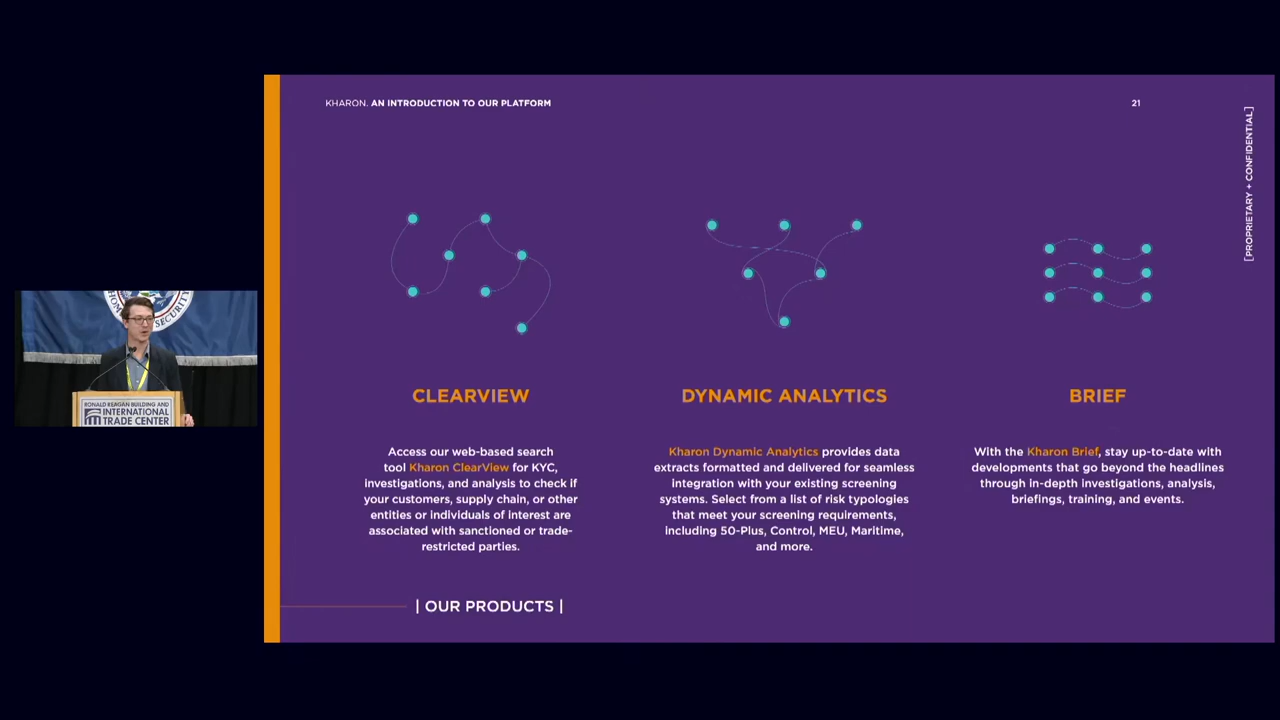 KHARON. AN INTRODUCTION TO OUR PLATFORM
21
[PROPRIETARY + CONFIDENTIAL]
CLEARVIEW
Access our web-based search
tool Kharon ClearView for KYC,
investigations, and analysis to check if
your customers, supply chain, or other
entities or individuals of interest are
associated with sanctioned or trade-
restricted parties.
DYNAMIC ANALYTICS
Kharon Dynamic Analytics provides data
extracts formatted and delivered for seamless
integration with your existing screening
systems. Select from a list of risk typologies
that meet your screening requirements,
including 50-Plus, Control, MEU, Maritime,
and more.
BRIEF
With the Kharon Brief, stay up-to-date with
developments that go beyond the headlines
through in-depth investigations, analysis,
briefings, training, and events.
| OUR PRODUCTS |
SECURITY
RONALD REAGAN BUILDING AND
INTERNATIONAL
TRADE CENTER